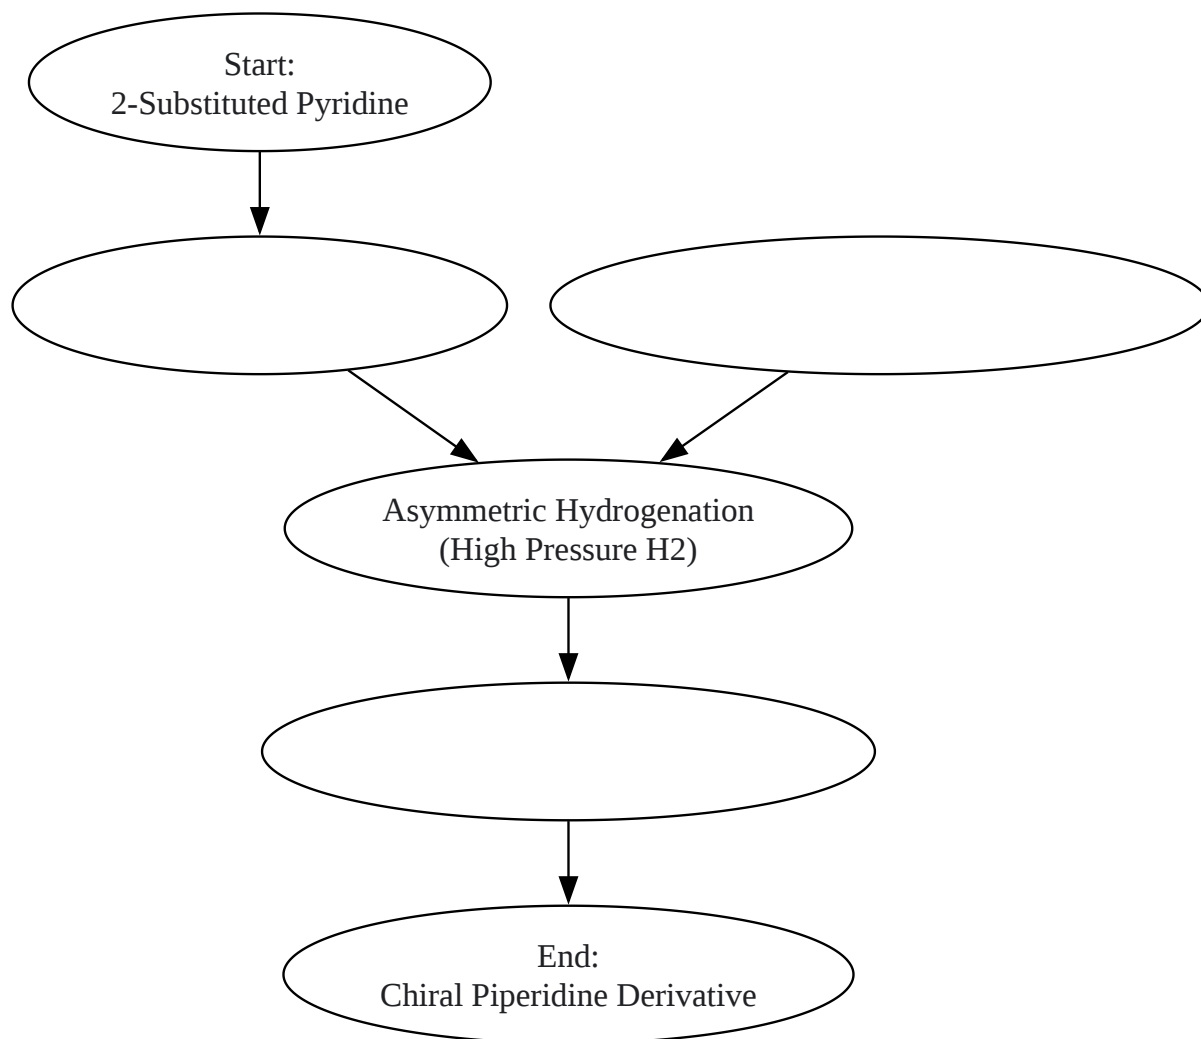 Start:
2-Substituted Pyridine
Asymmetric Hydrogenation
(High Pressure H2)
End:
Chiral Piperidine Derivative